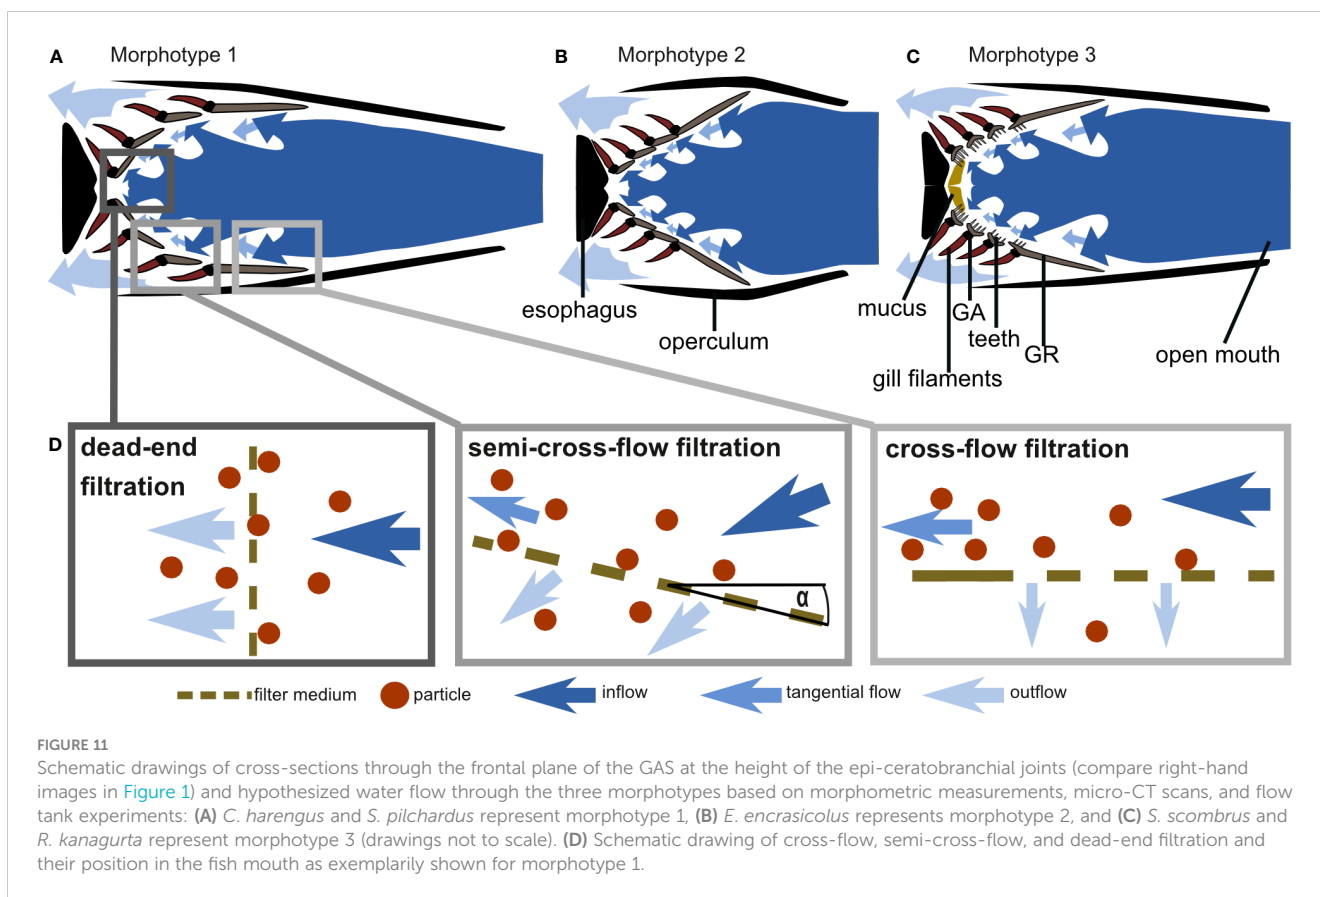 A Morphotype 1
B Morphotype 2
C Morphotype 3
esophagus
operculum
mucus
GA
teeth
GR
gill filaments
open mouth
D
dead-end
filtration
semi-cross-flow filtration
α
cross-flow filtration
filter medium
particle
inflow
tangential flow
outflow
FIGURE 11
Schematic drawings of cross-sections through the frontal plane of the GAS at the height of the epi-ceratobranchial joints (compare right-hand
images in Figure 1) and hypothesized water flow through the three morphotypes based on morphometric measurements, micro-CT scans, and flow
tank experiments: (A) C. harengus and S. pilchardus represent morphotype 1, (B) E. encrasicolus represents morphotype 2, and (C) S. scombrus and
R. kanagurta represent morphotype 3 (drawings not to scale). (D) Schematic drawing of cross-flow, semi-cross-flow, and dead-end filtration and
their position in the fish mouth as exemplarily shown for morphotype 1.